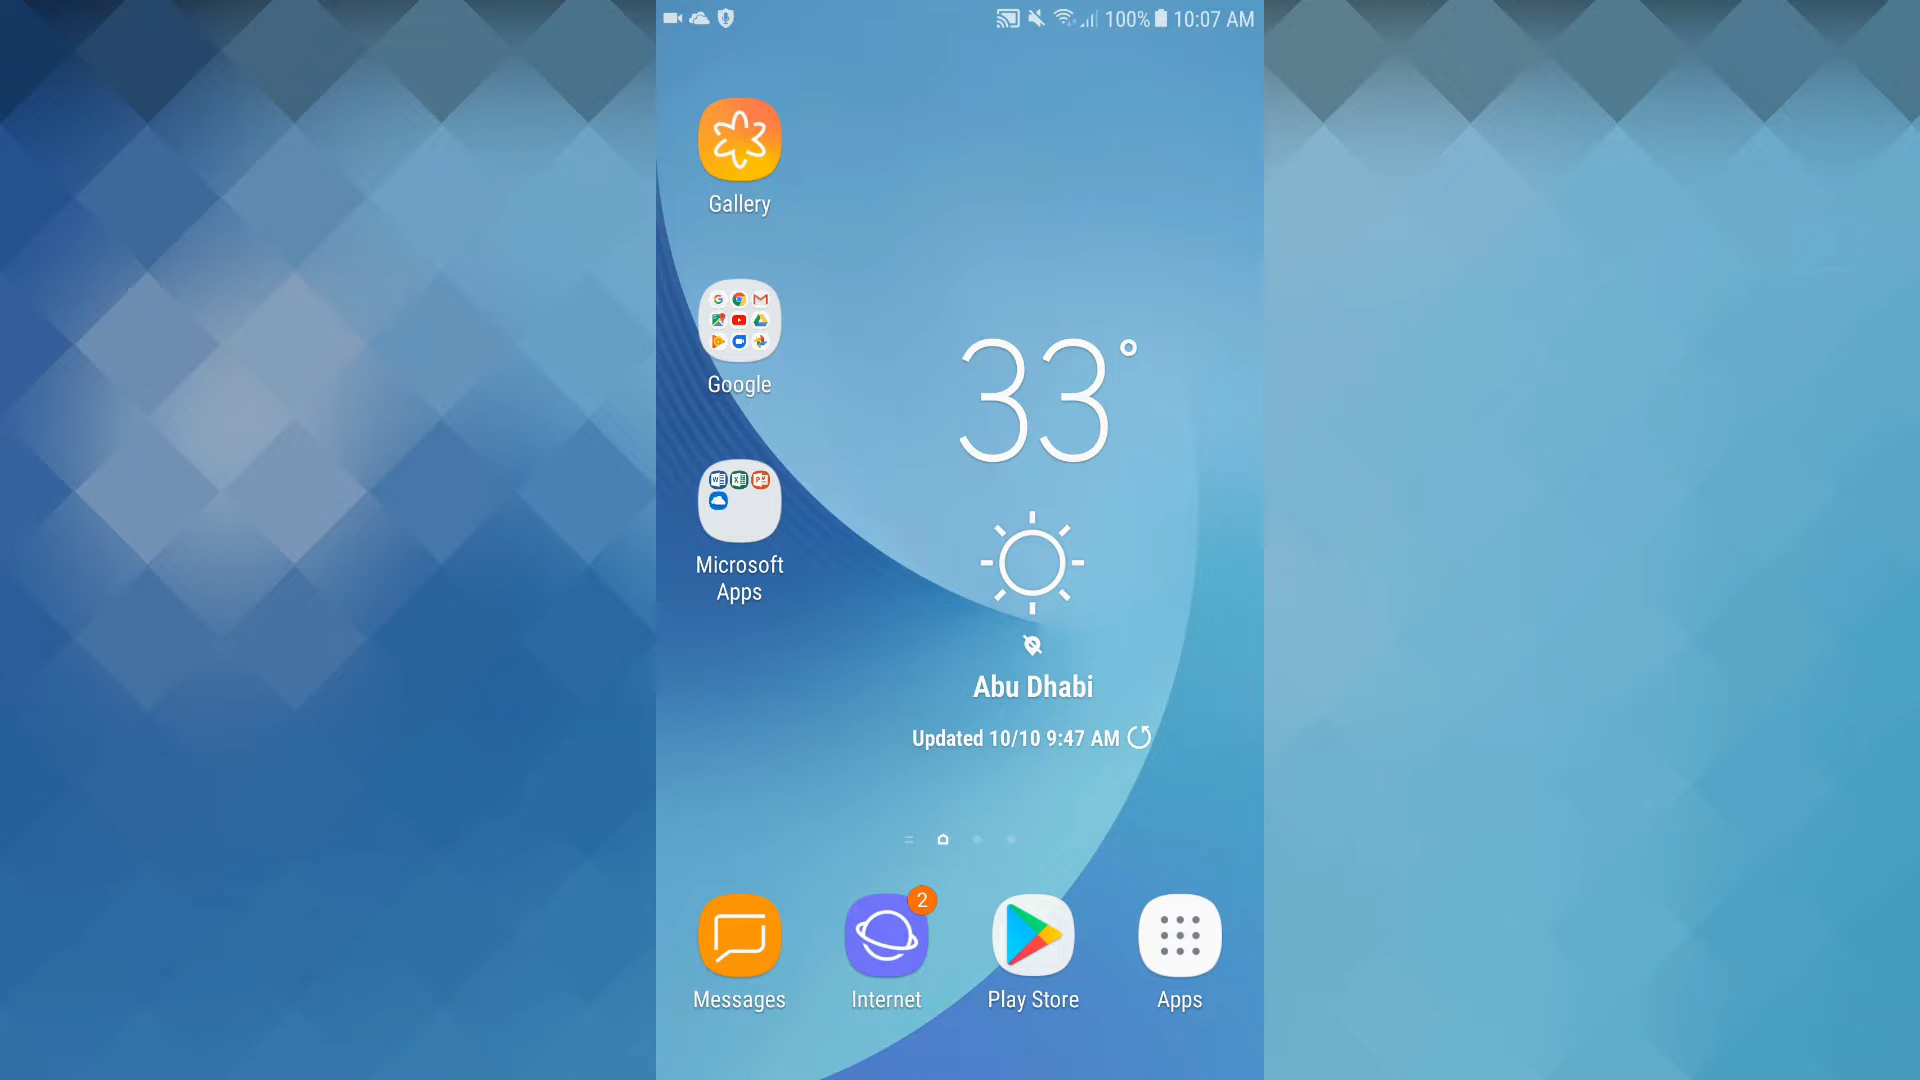 100% 10:07 AM
Gallery
Google
Microsoft
Apps
33°
Abu Dhabi
Updated 10/10 9:47 AM
2
Messages
Internet
Play Store
Apps